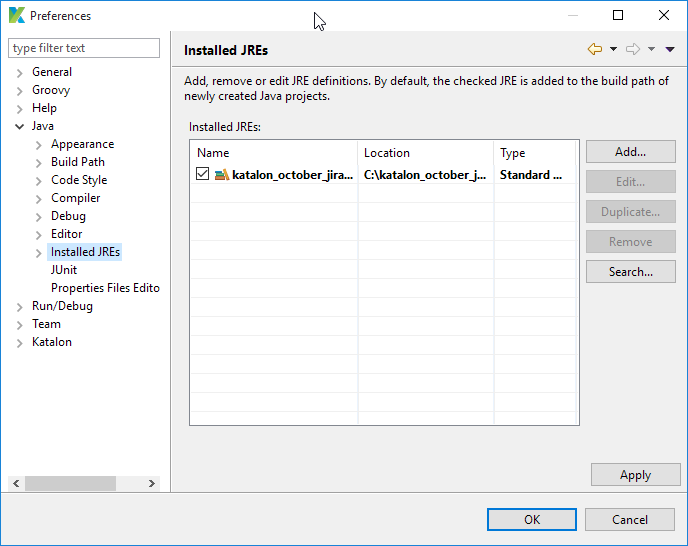 Preferences
type filter text
General
Groovy
Help
Java
Appearance
Build Path
Code Style
Compiler
Debug
Editor
Installed JREs
JUnit
Properties Files Edito
Run/Debug
Team
Katalon
Installed JREs
Add, remove or edit JRE definitions. By default, the checked JRE is added to the build path of
newly created Java projects.
Installed JREs:
Name Location Type
katalon_october_jira... C:\katalon_october_j... Standard ...
Add...
Edit...
Duplicate...
Remove
Search...
Apply
OK Cancel